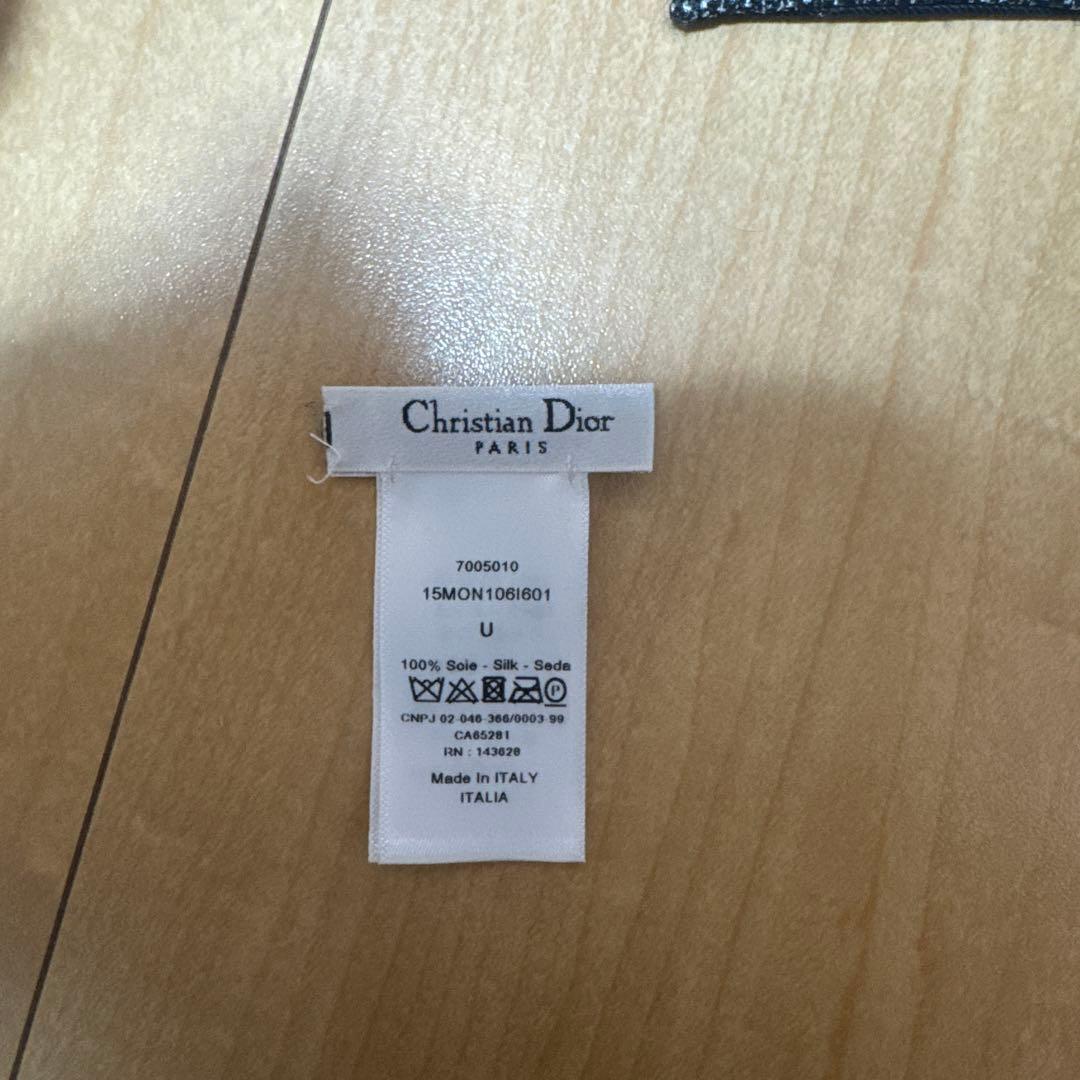 Christian Dior
PARIS
7005010
15MON106I601
U
100% Soie - Silk - Seda
P
CNPJ 02-046-366/0003-99
CA65281
RN : 143628
Made In ITALY
ITALIA